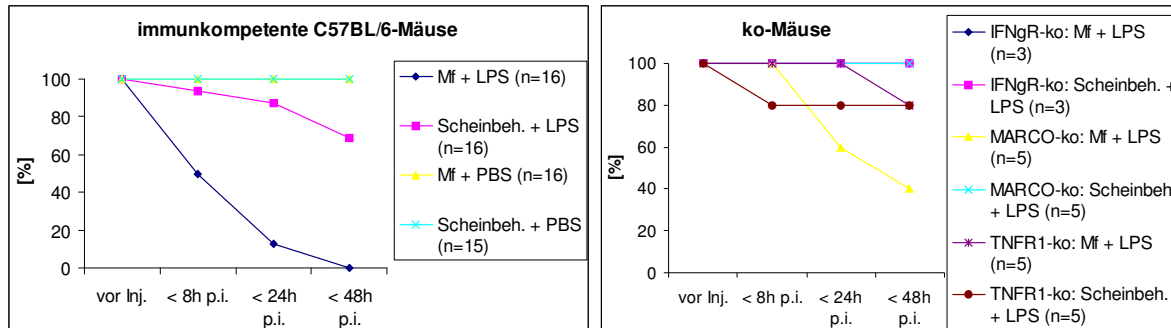 immunkompetente C57BL/6-Mäuse
[%]
100
80
60
40
20
0
vor Inj.
< 8h p.i.
< 24h
p.i.
< 48h
p.i.
Mf + LPS (n=16)
Scheinbeh. + LPS
(n=16)
Mf + PBS (n=16)
Scheinbeh. + PBS
(n=15)
ko-Mäuse
[%]
100
80
60
40
20
0
vor Inj.
< 8h p.i.
< 24h
p.i.
< 48h
p.i.
IFNgR-ko: Mf + LPS
(n=3)
IFNgR-ko: Scheinbeh. +
LPS (n=3)
MARCO-ko: Mf + LPS
(n=5)
MARCO-ko: Scheinbeh.
+ LPS (n=5)
TNFR1-ko: Mf + LPS
(n=5)
TNFR1-ko: Scheinbeh.
+ LPS (n=5)